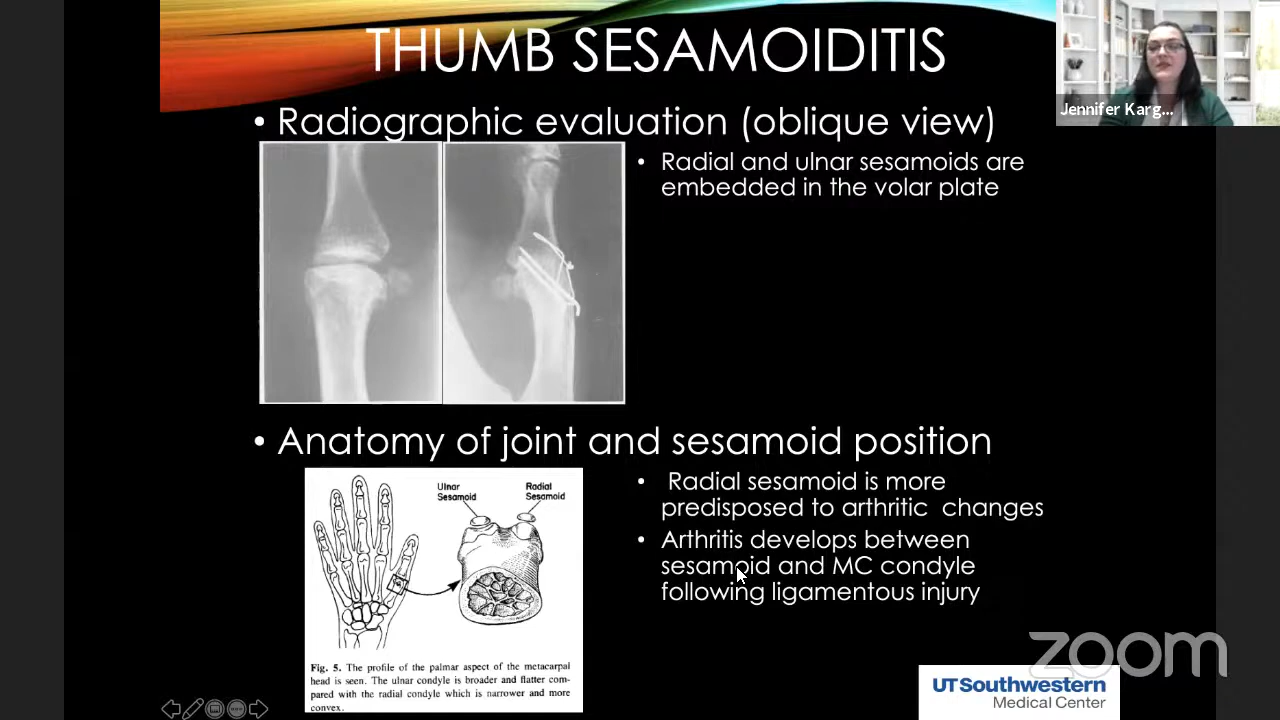 THUMB SESAMOIDITIS
Jennifer Karg...
• Radiographic evaluation (oblique view)
• Radial and ulnar sesamoids are
embedded in the volar plate
• Anatomy of joint and sesamoid position
Ulnar
Sesamoid
Radial
Sesamoid
Fig. 5. The profile of the palmar aspect of the metacarpal
head is seen. The ulnar condyle is broader and flatter com-
pared with the radial condyle which is narrower and more
convex.
• Radial sesamoid is more
predisposed to arthritic changes
• Arthritis develops between
sesamoid and MC condyle
following ligamentous injury
zoom
UTSouthwestern
Medical Center